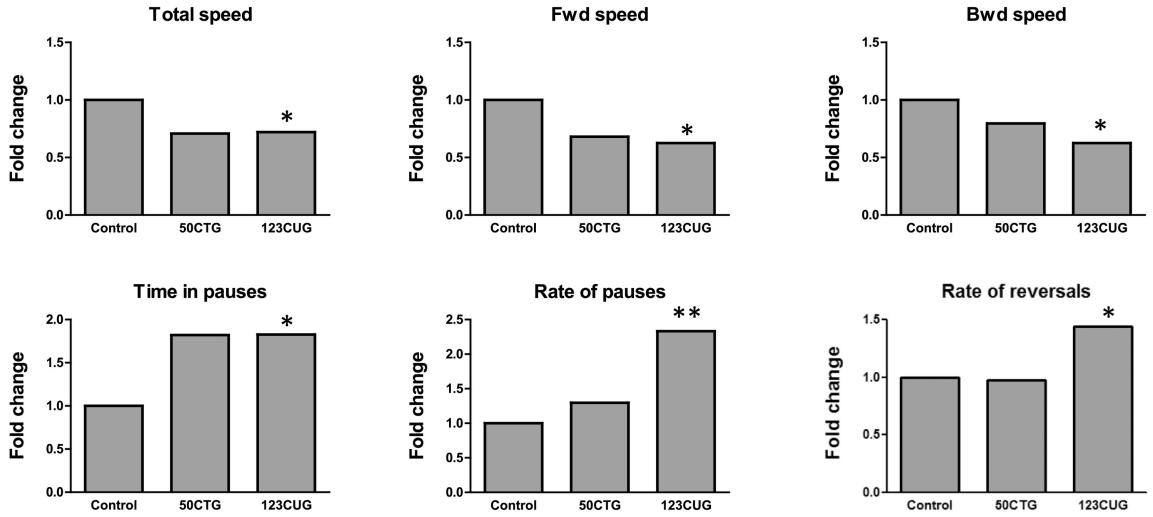 Total speed
Fold change
1.5
1.0
0.5
0.0
*
Control 50CTG 123CUG
Fwd speed
Fold change
1.5
1.0
0.5
0.0
*
Control 50CTG 123CUG
Bwd speed
Fold change
1.5
1.0
0.5
0.0
*
Control 50CTG 123CUG
Time in pauses
Fold change
2.0
1.5
1.0
0.5
0.0
*
Control 50CTG 123CUG
Rate of pauses
Fold change
2.5
2.0
1.5
1.0
0.5
0.0
**
Control 50CTG 123CUG
Rate of reversals
Fold change
1.5
1.0
0.5
0.0
*
Control 50CTG 123CUG